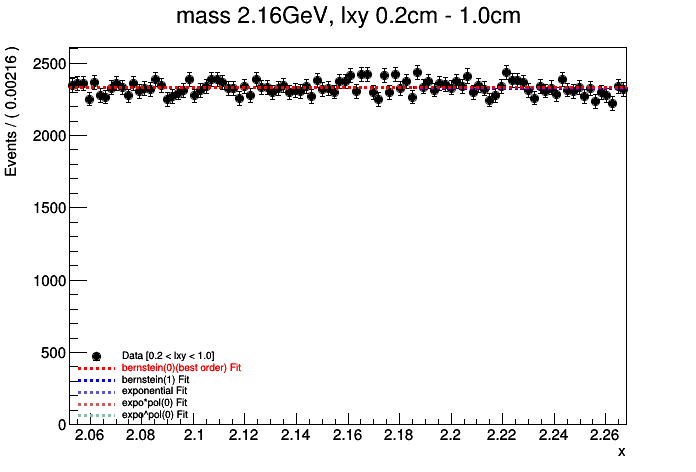 mass 2.16GeV, lxy 0.2cm - 1.0cm
Events / ( 0.00216 )
2500
2000
1500
1000
500
0
Data [0.2 < lxy < 1.0]
bernstein(0)(best order) Fit
bernstein(1) Fit
exponential Fit
expo*pol(0) Fit
expo^pol(0) Fit
2.06 2.08 2.1 2.12 2.14 2.16 2.18 2.2 2.22 2.24 2.26
x